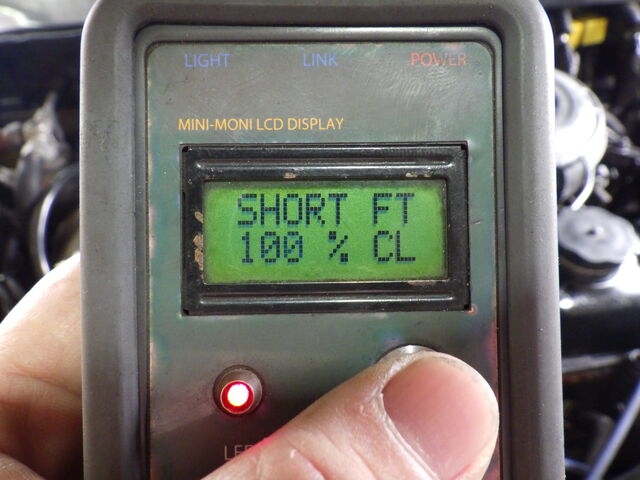 LIGHT LINK POWER
MINI-MONI LCD DISPLAY
SHORT FT
100 % CL